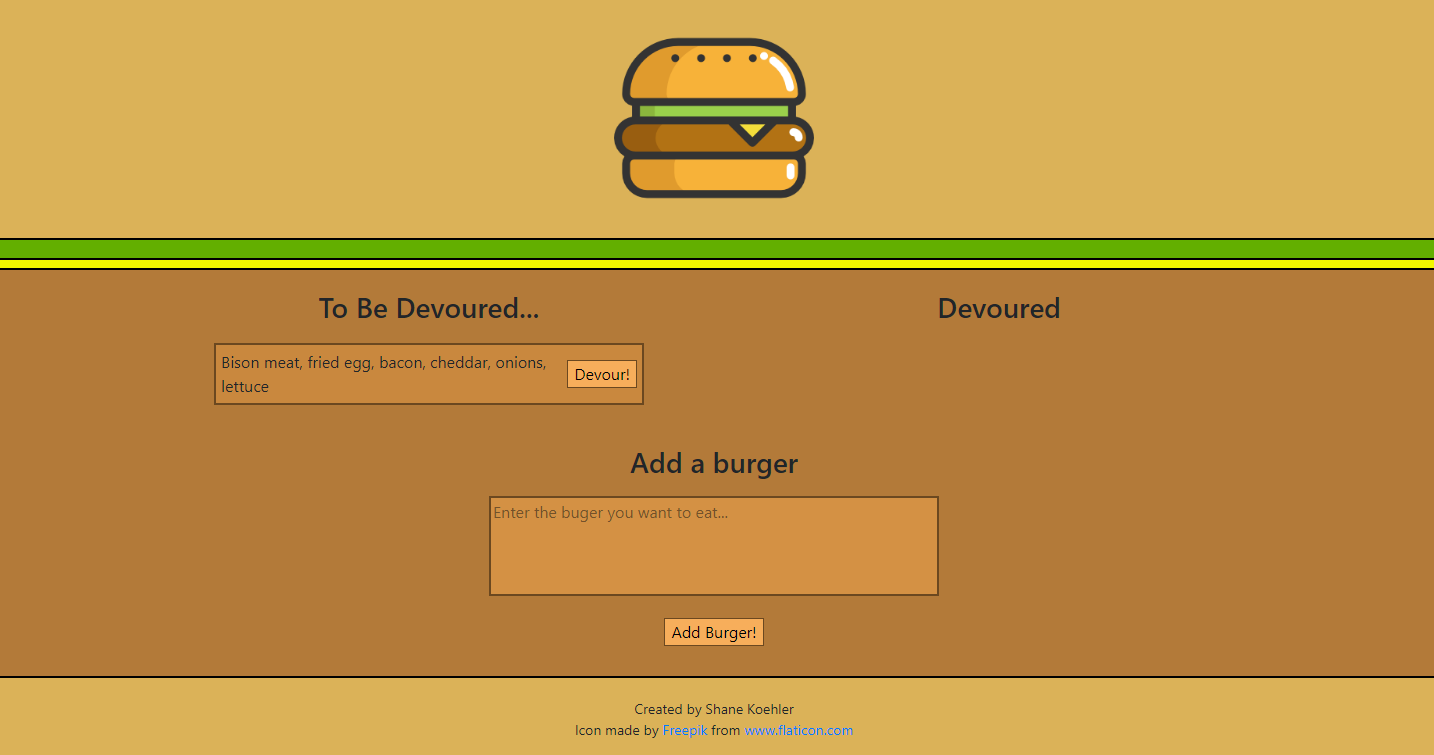 To Be Devoured...
Devoured
Bison meat, fried egg, bacon, cheddar, onions,
lettuce
Devour!
Add a burger
Enter the buger you want to eat...
Add Burger!
Created by Shane Koehler
Icon made by Freepik from www.flaticon.com